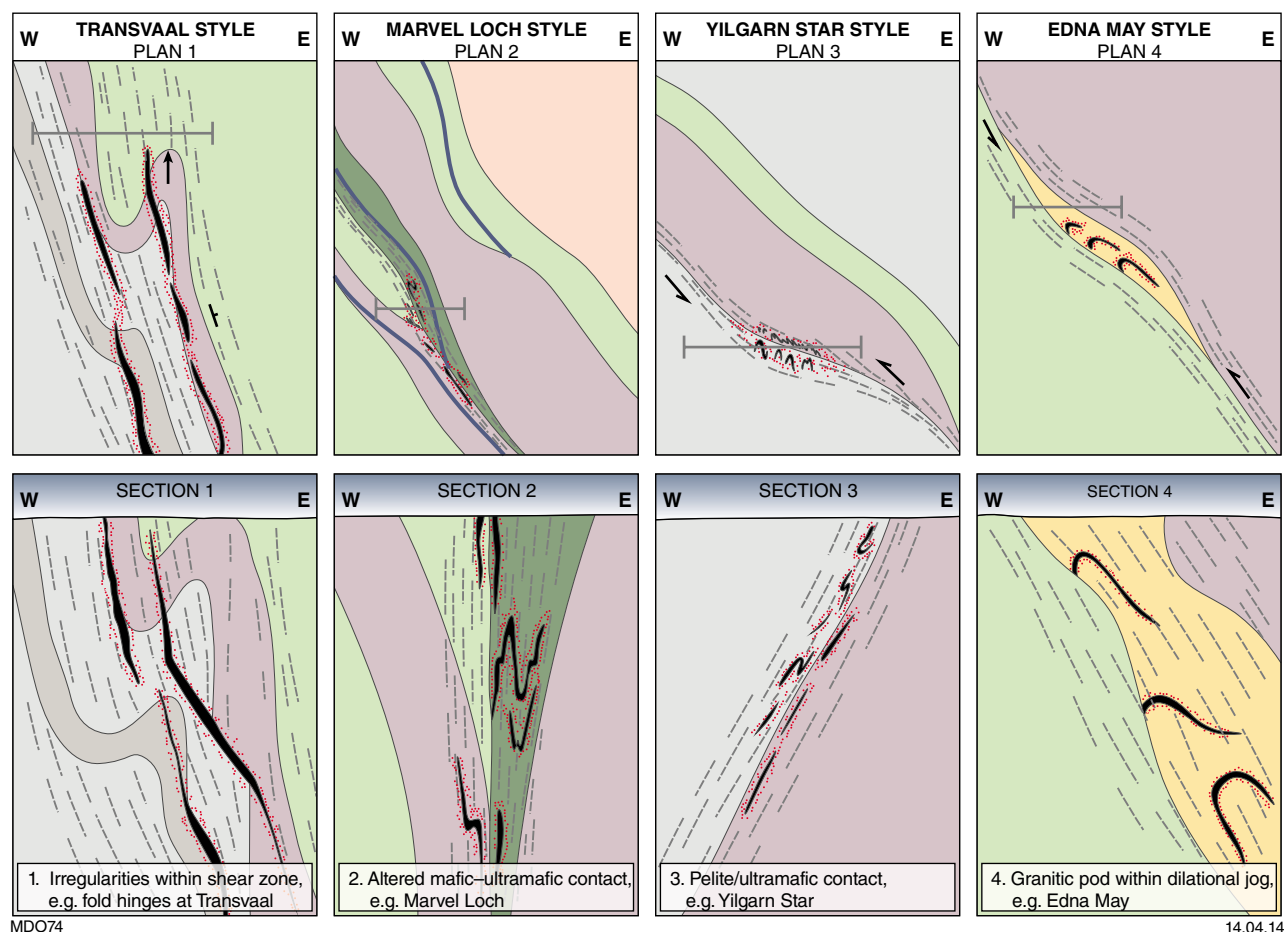 TRANSVAAL STYLE
W E
PLAN 1
MARVEL LOCH STYLE
W E
PLAN 2
YILGARN STAR STYLE
W E
PLAN 3
EDNA MAY STYLE
W E
PLAN 4
W SECTION 1 E
W SECTION 2 E
W SECTION 3 E
W SECTION 4 E
1. Irregularities within shear zone,
e.g. fold hinges at Transvaal
2. Altered mafic–ultramafic contact,
e.g. Marvel Loch
3. Pelite/ultramafic contact,
e.g. Yilgarn Star
4. Granitic pod within dilational jog,
e.g. Edna May
MDO74
14.04.14